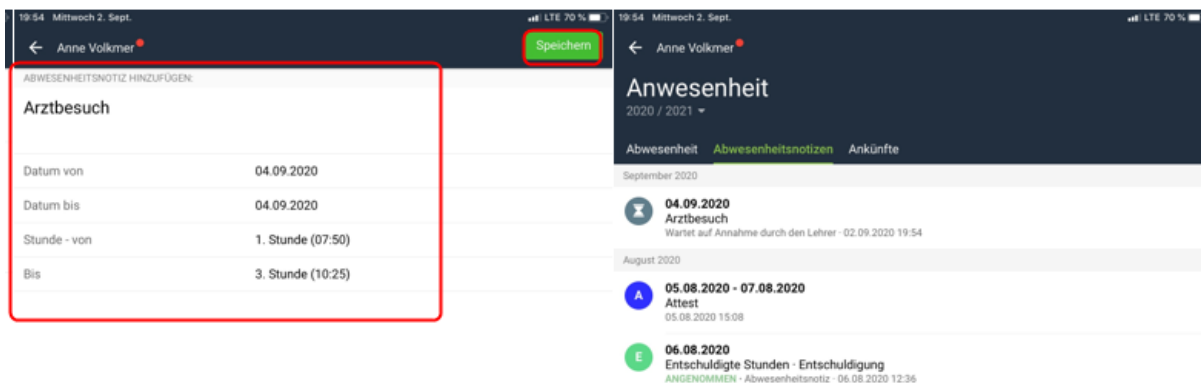 19:54 Mittwoch 2. Sept.
LTE 70 %
← Anne Volkmer
Speichern
ABWESENHEITSNOTIZ HINZUFÜGEN:
Arztbesuch
Datum von 04.09.2020
Datum bis 04.09.2020
Stunde - von 1. Stunde (07:50)
Bis 3. Stunde (10:25)
19:54 Mittwoch 2. Sept.
LTE 70 %
← Anne Volkmer
Anwesenheit
2020 / 2021
Abwesenheit Abwesenheitsnotizen Ankünfte
September 2020
04.09.2020
Arztbesuch
Wartet auf Annahme durch den Lehrer · 02.09.2020 19:54
August 2020
A
05.08.2020 - 07.08.2020
Attest
05.08.2020 15:08
E
06.08.2020
Entschuldigte Stunden · Entschuldigung
ANGENOMMEN · Abwesenheitsnotiz · 06.08.2020 12:36